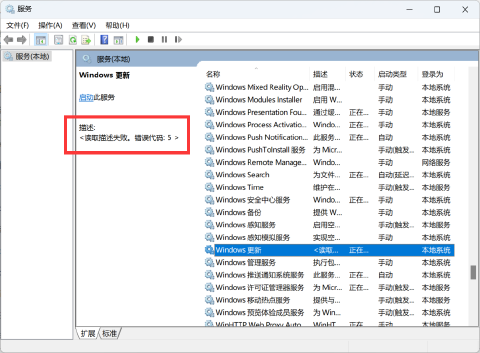 服务
文件(F) 操作(A) 查看(V) 帮助(H)
服务(本地)
服务(本地)
Windows 更新
启动此服务
描述:
<读取描述失败。错误代码: 5 >
名称 描述 状态 启动类型 登录为
Windows Mixed Reality Op... 启用混... 手动 本地系统
Windows Modules Installer 启用 W... 手动 本地系统
Windows Presentation Fou... 通过缓... 正在... 手动 本地服务
Windows Process Activatio... Windo... 正在... 手动 本地系统
Windows Push Notification... 此服务... 正在... 自动 本地系统
Windows PushToInstall 服务 为 Micr... 手动(触发... 本地系统
Windows Remote Manage... Windo... 手动 网络服务
Windows Search 为文件... 正在... 自动(延迟... 本地系统
Windows Time 维护在... 手动(触发... 本地服务
Windows 安全中心服务 Windo... 正在... 手动 本地系统
Windows 备份 提供 W... 手动 本地系统
Windows 感知服务 启用空... 手动(触发... 本地服务
Windows 感知模拟服务 实现空... 手动 本地系统
Windows 更新 <读取... 正在... 手动(触发... 本地系统
Windows 管理服务 执行包... 手动 本地系统
Windows 推送通知系统服务 此服务... 正在... 自动 本地系统
Windows 许可证管理器服务 为 Micr... 正在... 手动(触发... 本地服务
Windows 移动热点服务 提供与... 手动(触发... 本地服务
Windows 预览体验成员服务 为 Win... 手动(触发... 本地系统
WinHTTP Web Proxy Auto... WinHT... 正在... 手动 本地服务
扩展 标准